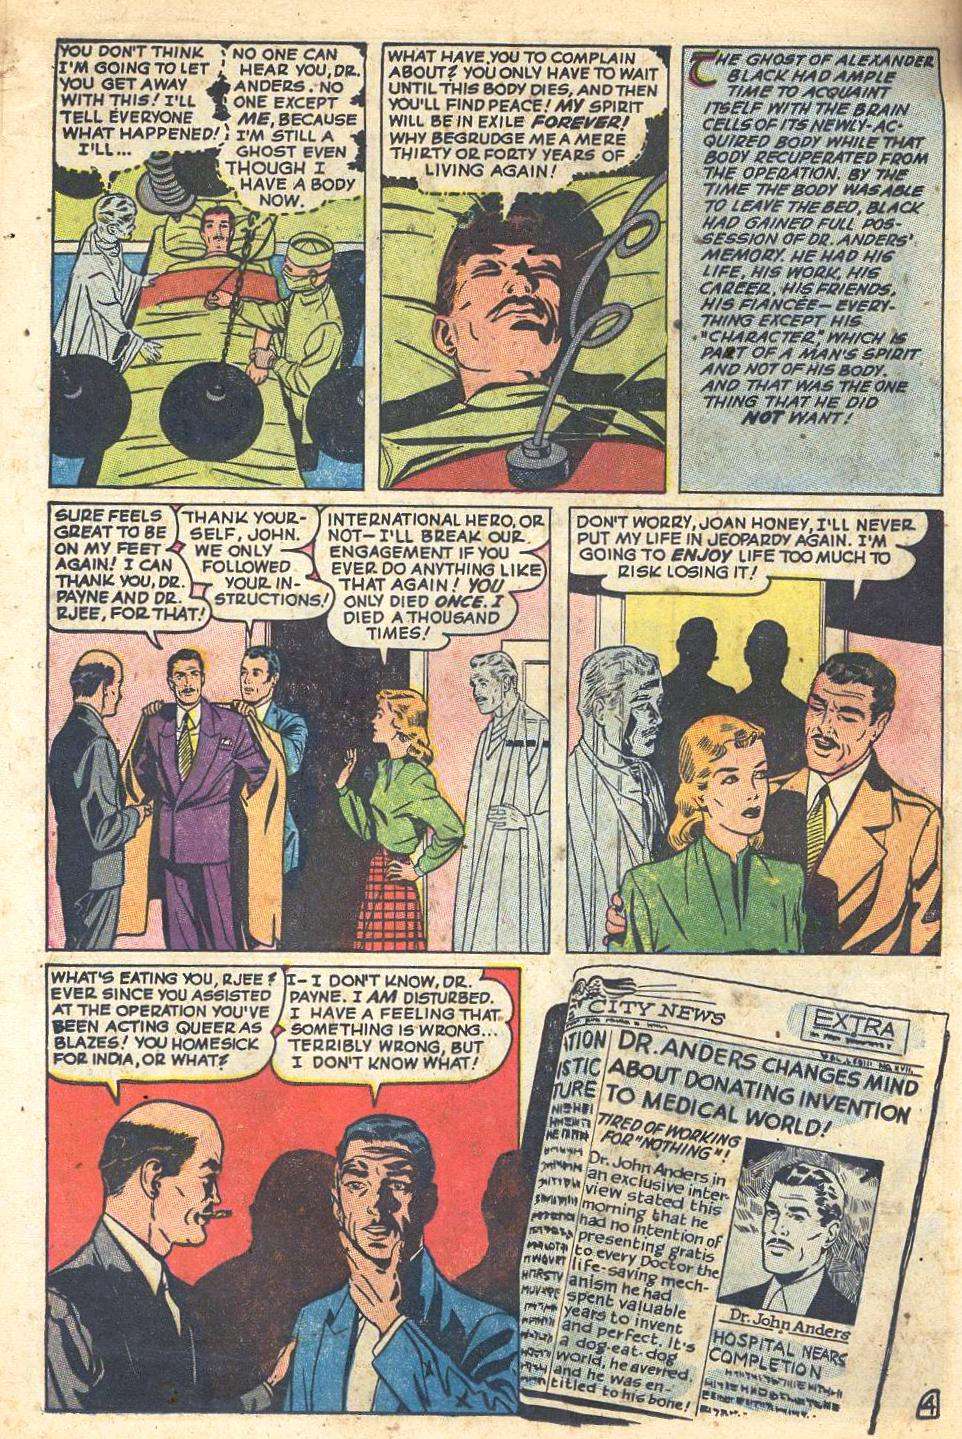 YOU DON'T THINK
I'M GOING TO LET
YOU GET AWAY
WITH THIS! I'LL
TELL EVERYONE
WHAT HAPPENED!
I'LL...
NO ONE CAN
HEAR YOU, DR.
ANDERS. NO
ONE EXCEPT
ME, BECAUSE
I'M STILL A
GHOST EVEN
THOUGH I
HAVE A BODY
NOW.
WHAT HAVE YOU TO COMPLAIN
ABOUT? YOU ONLY HAVE TO WAIT
UNTIL THIS BODY DIES, AND THEN
YOU'LL FIND PEACE! MY SPIRIT
WILL BE IN EXILE FOREVER!
WHY BEGRUDGE ME A MERE
THIRTY OR FORTY YEARS OF
LIVING AGAIN!
THE GHOST OF ALEXANDER
BLACK HAD AMPLE
TIME TO ACQUAINT
ITSELF WITH THE BRAIN
CELLS OF ITS NEWLY-AC-
QUIRED BODY WHILE THAT
BODY RECUPERATED FROM
THE OPERATION. BY THE
TIME THE BODY WAS ABLE
TO LEAVE THE BED, BLACK
HAD GAINED FULL POS-
SESSION OF DR. ANDERS'
MEMORY. HE HAD HIS
LIFE, HIS WORK, HIS
CAREER, HIS FRIENDS,
HIS FIANCÉE—EVERY-
THING EXCEPT HIS
"CHARACTER," WHICH IS
PART OF A MAN'S SPIRIT
AND NOT OF HIS BODY.
AND THAT WAS THE ONE
THING THAT HE DID
NOT WANT!
SURE FEELS
GREAT TO BE
ON MY FEET
AGAIN! I CAN
THANK YOU, DR.
PAYNE AND DR.
RJEE, FOR THAT!
THANK YOUR-
SELF, JOHN.
WE ONLY
FOLLOWED
YOUR IN-
STRUCTIONS!
INTERNATIONAL HERO, OR
NOT—I'LL BREAK OUR
ENGAGEMENT IF YOU
EVER DO ANYTHING LIKE
THAT AGAIN! YOU
ONLY DIED ONCE. I
DIED A THOUSAND
TIMES!
DON'T WORRY, JOAN HONEY, I'LL NEVER
PUT MY LIFE IN JEOPARDY AGAIN. I'M
GOING TO ENJOY LIFE TOO MUCH TO
RISK LOSING IT!
WHAT'S EATING YOU, RJEE?
EVER SINCE YOU ASSISTED
AT THE OPERATION YOU'VE
BEEN ACTING QUEER AS
BLAZES! YOU HOMESICK
FOR INDIA, OR WHAT?
I-I DON'T KNOW, DR.
PAYNE. I AM DISTURBED.
I HAVE A FEELING THAT
SOMETHING IS WRONG...
TERRIBLY WRONG, BUT
I DON'T KNOW WHAT!
CITY NEWS
EXTRA
ATION
STIC
TURE
DR. ANDERS CHANGES MIND
ABOUT DONATING INVENTION
TO MEDICAL WORLD!
TIRED OF WORKING
FOR "NOTHING"!
Dr. John Anders in
an exclusive inter-
view stated this
morning that he
had no intention of
presenting gratis
to every Doctor the
life-saving mech-
anism he had
spent valuable
years to invent
and perfect. It's
a dog-eat-dog
world, he averred,
and he was en-
titled to his bone!
Dr. John Anders
HOSPITAL NEARS
COMPLETION
4